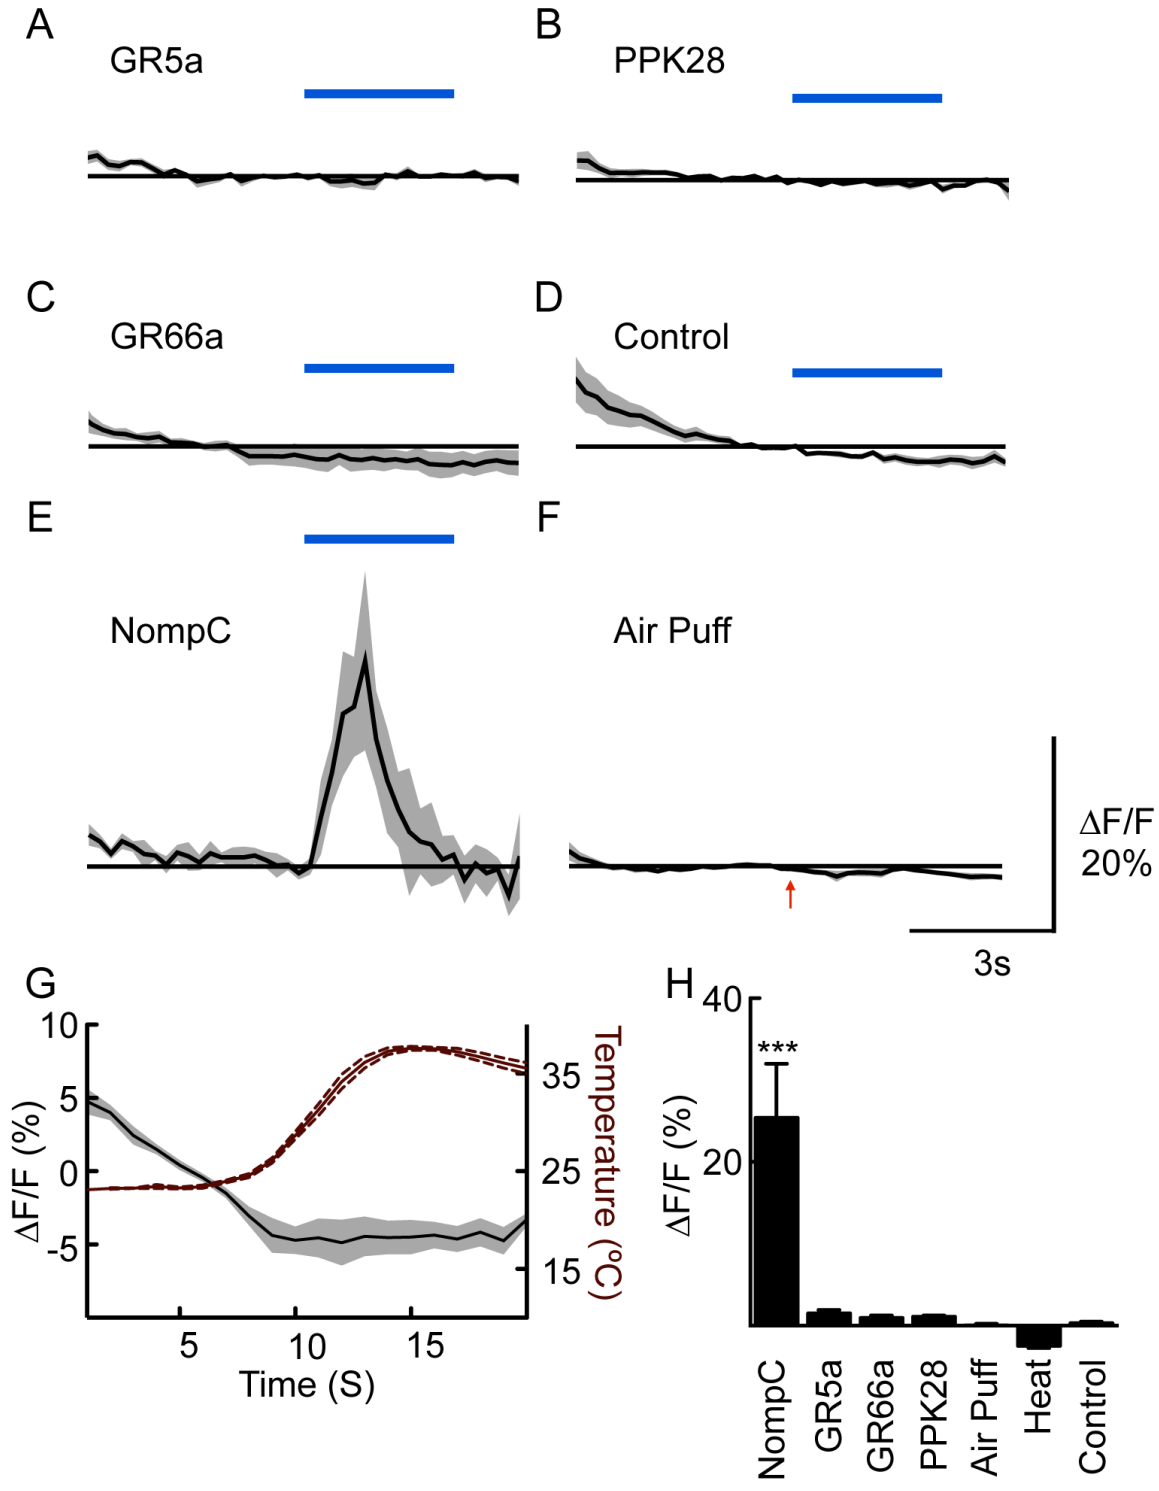 A
GR5a
B
PPK28
C
GR66a
D
Control
E
NompC
F
Air Puff
ΔF/F
20%
3s
G
10
5
0
-5
ΔF/F (%)
5
10
15
Time (S)
35
25
15
Temperature (ºC)
H
40
20
ΔF/F (%)
***
NompC
GR5a
GR66a
PPK28
Air Puff
Heat
Control